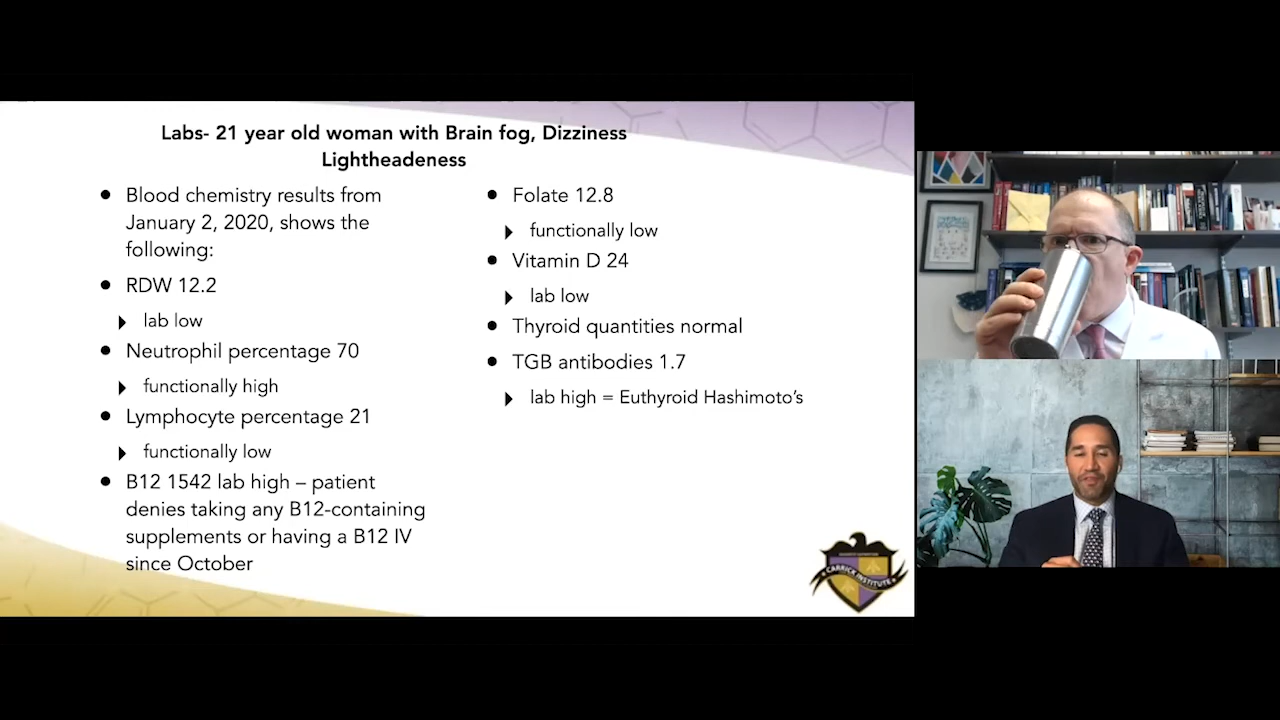 Labs- 21 year old woman with Brain fog, Dizziness
Lightheadeness
Blood chemistry results from
January 2, 2020, shows the
following:
RDW 12.2
lab low
Neutrophil percentage 70
functionally high
Lymphocyte percentage 21
functionally low
B12 1542 lab high – patient
denies taking any B12-containing
supplements or having a B12 IV
since October
Folate 12.8
functionally low
Vitamin D 24
lab low
Thyroid quantities normal
TGB antibodies 1.7
lab high = Euthyroid Hashimoto's
CARRICK INSTITUTE